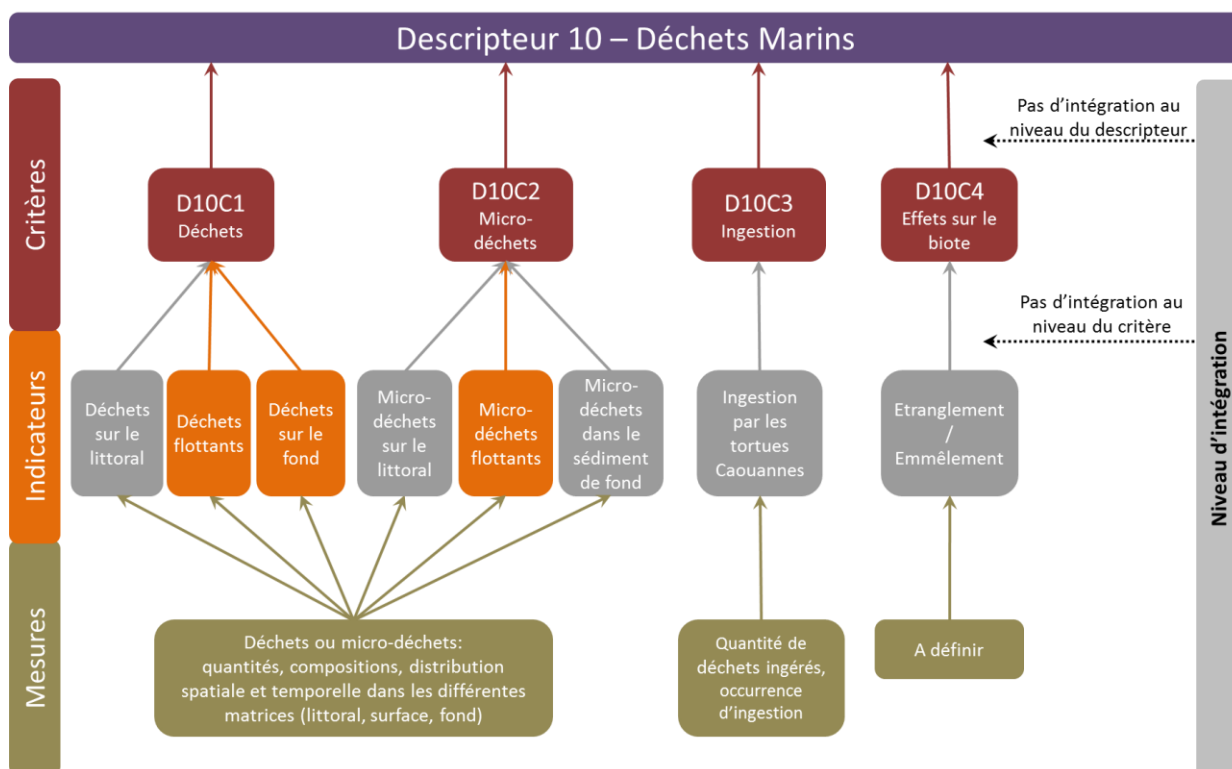 Descripteur 10 – Déchets Marins
Critères
D10C1
Déchets
D10C2
Micro-
déchets
D10C3
Ingestion
D10C4
Effets sur le
biote
Pas d'intégration au
niveau du descripteur
Pas d'intégration au
niveau du critère
Niveau d'intégration
Indicateurs
Déchets
sur le
littoral
Déchets
flottants
Déchets
sur le
fond
Micro-
déchets
sur le
littoral
Micro-
déchets
flottants
Micro-
déchets
dans le
sédiment
de fond
Ingestion
par les
tortues
Caouannes
Etranglement
/
Emmêlement
Mesures
Déchets ou micro-déchets:
quantités, compositions, distribution
spatiale et temporelle dans les différentes
matrices (littoral, surface, fond)
Quantité de
déchets ingérés,
occurrence
d'ingestion
A définir